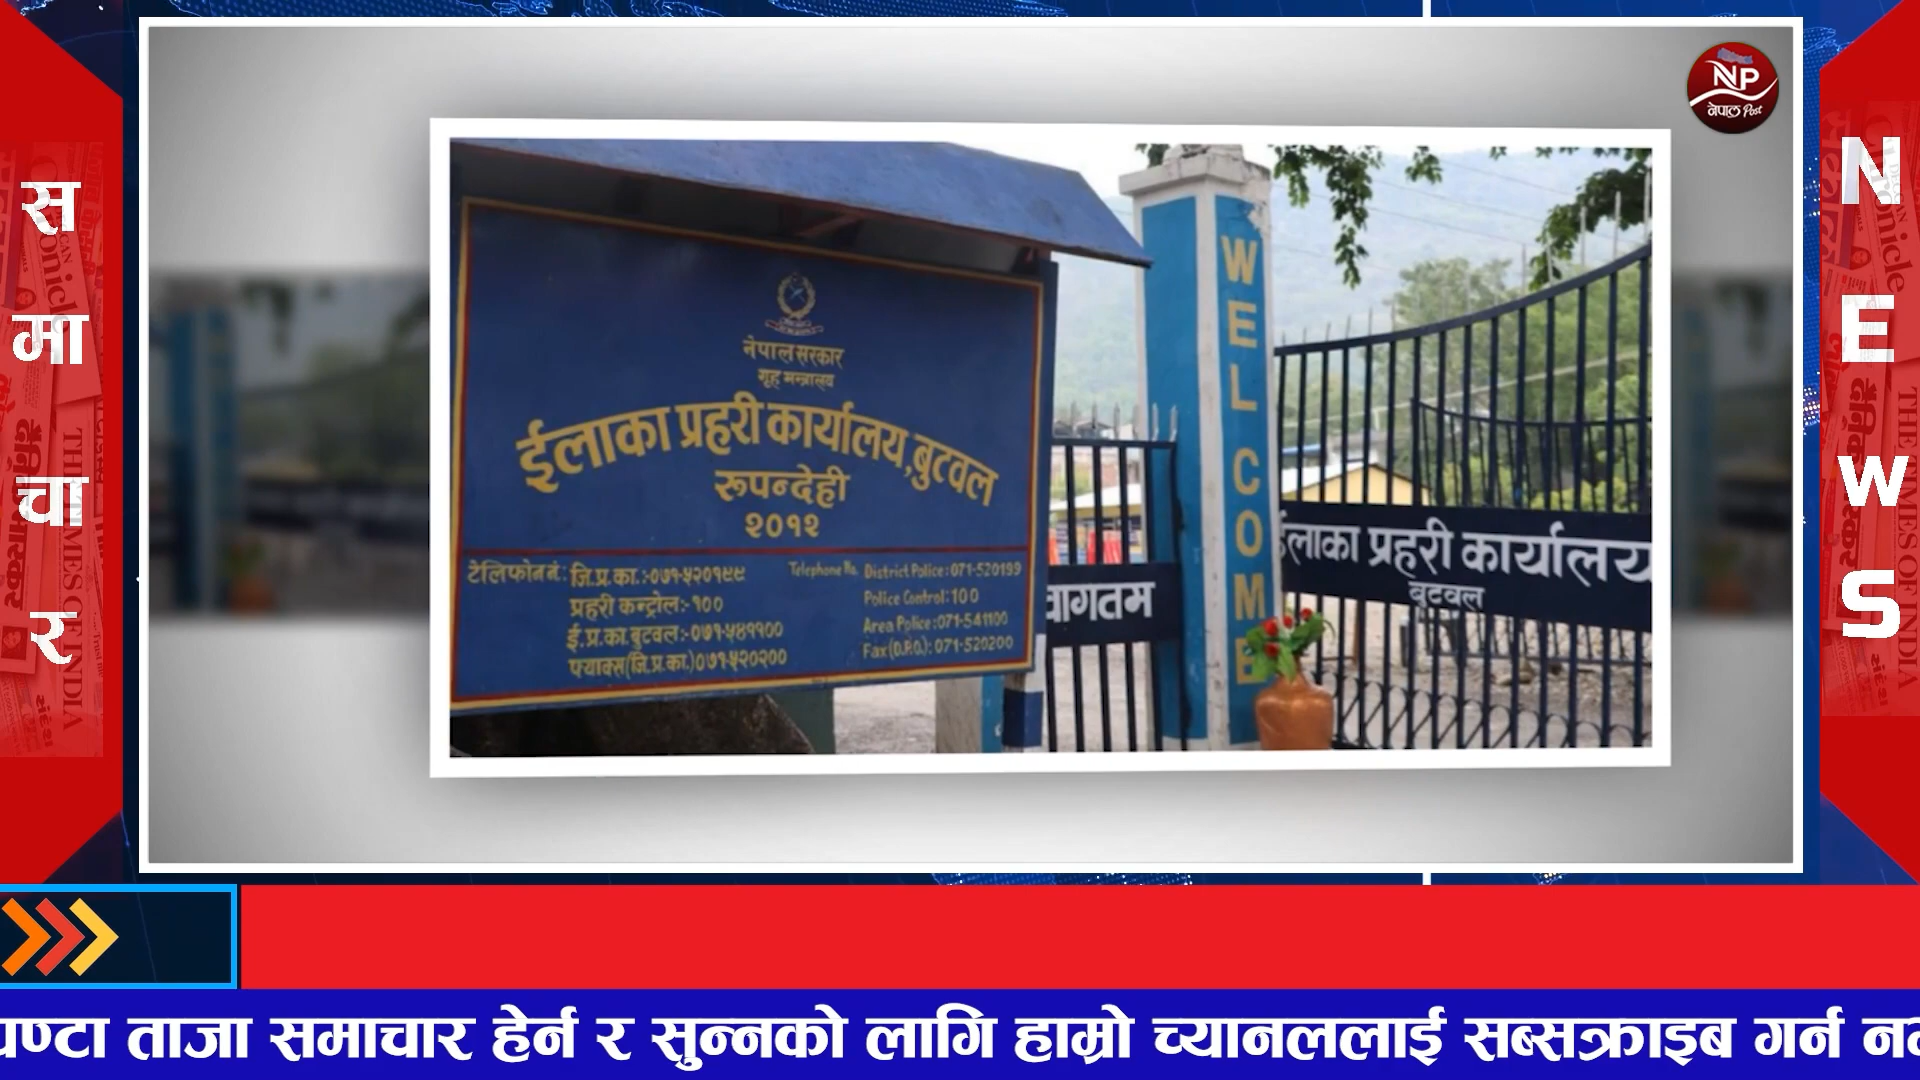 NP
नेपाल Post
समाचार
NEWS
नेपाल सरकार
गृह मन्त्रालय
ईलाका प्रहरी कार्यालय, बुटवल
रुपन्देही
२०१२
टेलिफोन नं: जि.प्र.का.:-०७१-५२०१९९
प्रहरी कन्ट्रोल:- १००
ई.प्र.का.बुटवल:-०७१-५४११००
फ्याक्स(जि.प्र.का.)०७१-५२०२००
Telephone No. District Police:071-520199
Police Control:100
Area Police:071-541100
Fax(D.P.O.): 071-520200
WELCOME
वागतम
ईलाका प्रहरी कार्यालय
बुटवल
ताजा समाचार हेर्न र सुन्नको लागि हाम्रो च्यानललाई सब्सक्राइब गर्न